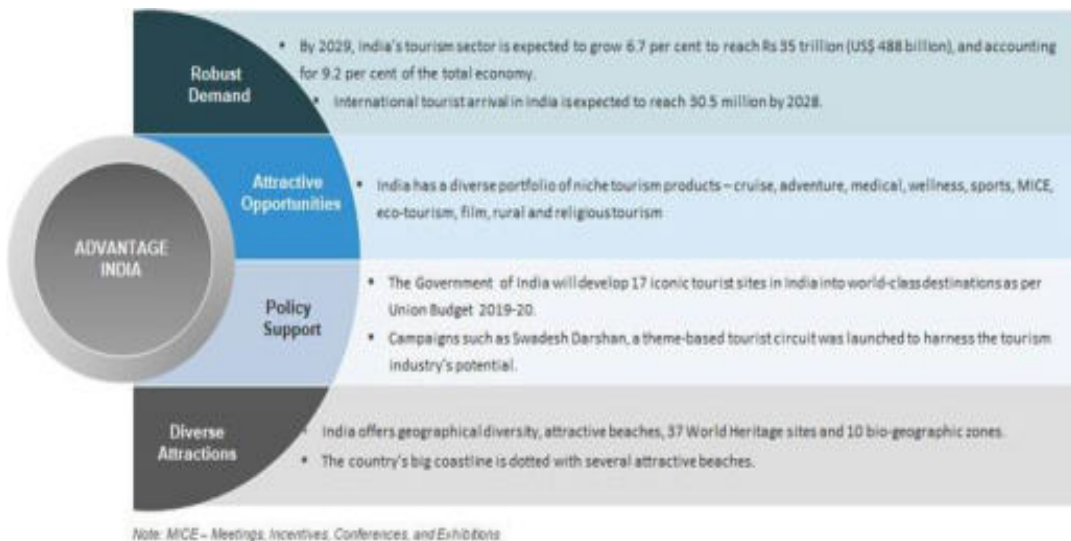 Robust
Demand
• By 2029, India's tourism sector is expected to grow 6.7 per cent to reach Rs 35 trillion (US$ 488 billion), and accounting
for 9.2 per cent of the total economy.
• International tourist arrival in India is expected to reach 30.5 million by 2028.
ADVANTAGE
INDIA
Attractive
Opportunities
• India has a diverse portfolio of niche tourism products – cruise, adventure, medical, wellness, sports, MICE,
eco-tourism, film, rural and religious tourism
Policy
Support
• The Government of India will develop 17 iconic tourist sites in India into world-class destinations as per
Union Budget 2019-20.
• Campaigns such as Swadesh Darshan, a theme-based tourist circuit was launched to harness the tourism
industry's potential.
Diverse
Attractions
• India offers geographical diversity, attractive beaches, 37 World Heritage sites and 10 bio-geographic zones.
• The country's big coastline is dotted with several attractive beaches.
Note: MICE – Meetings, Incentives, Conferences, and Exhibitions